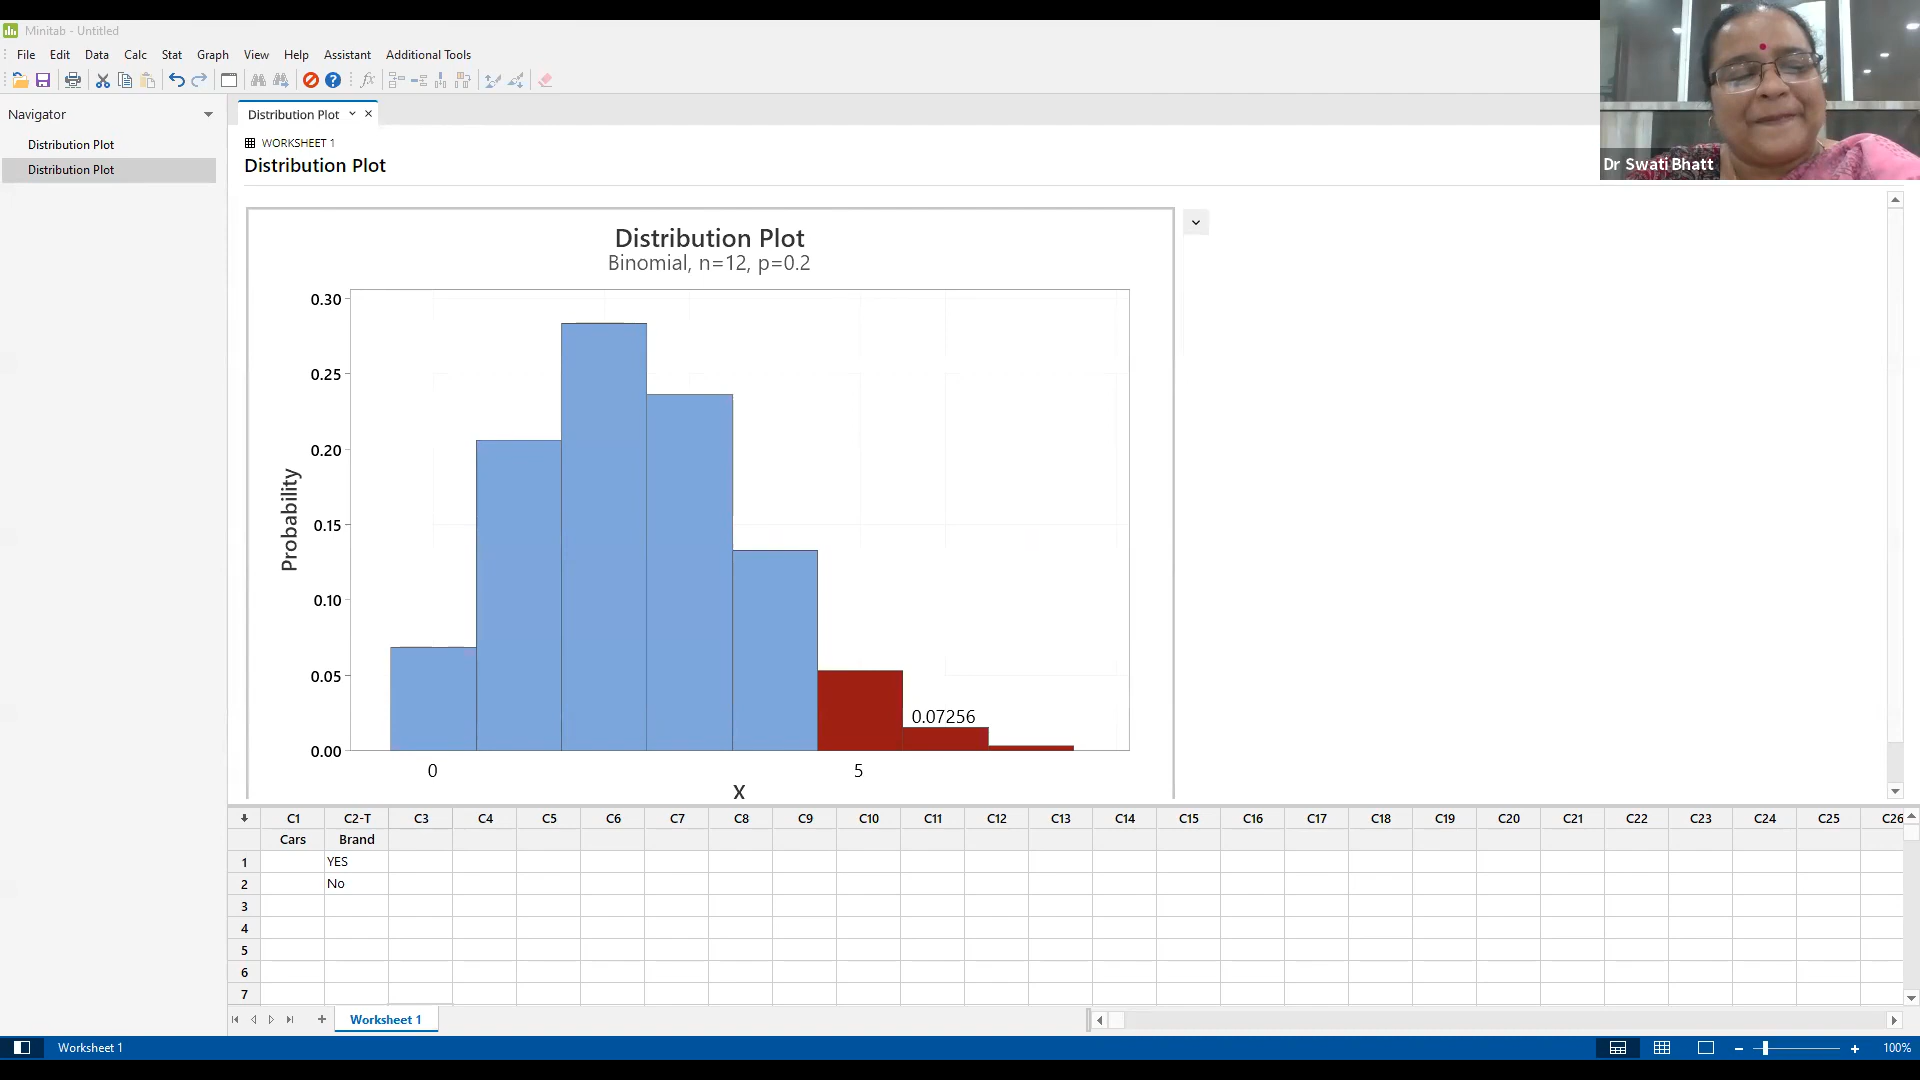 Minitab - Untitled
File Edit Data Calc Stat Graph View Help Assistant Additional Tools
Navigator
Distribution Plot
Distribution Plot
Distribution Plot
WORKSHEET 1
Distribution Plot
Dr Swati Bhatt
Distribution Plot
Binomial, n=12, p=0.2
0.30
0.25
0.20
0.15
0.10
0.05
0.00
Probability
0.07256
0 5
X
C1 C2-T C3 C4 C5 C6 C7 C8 C9 C10 C11 C12 C13 C14 C15 C16 C17 C18 C19 C20 C21 C22 C23 C24 C25 C26
Cars Brand
1 YES
2 No
3
4
5
6
7
Worksheet 1
Worksheet 1
100%